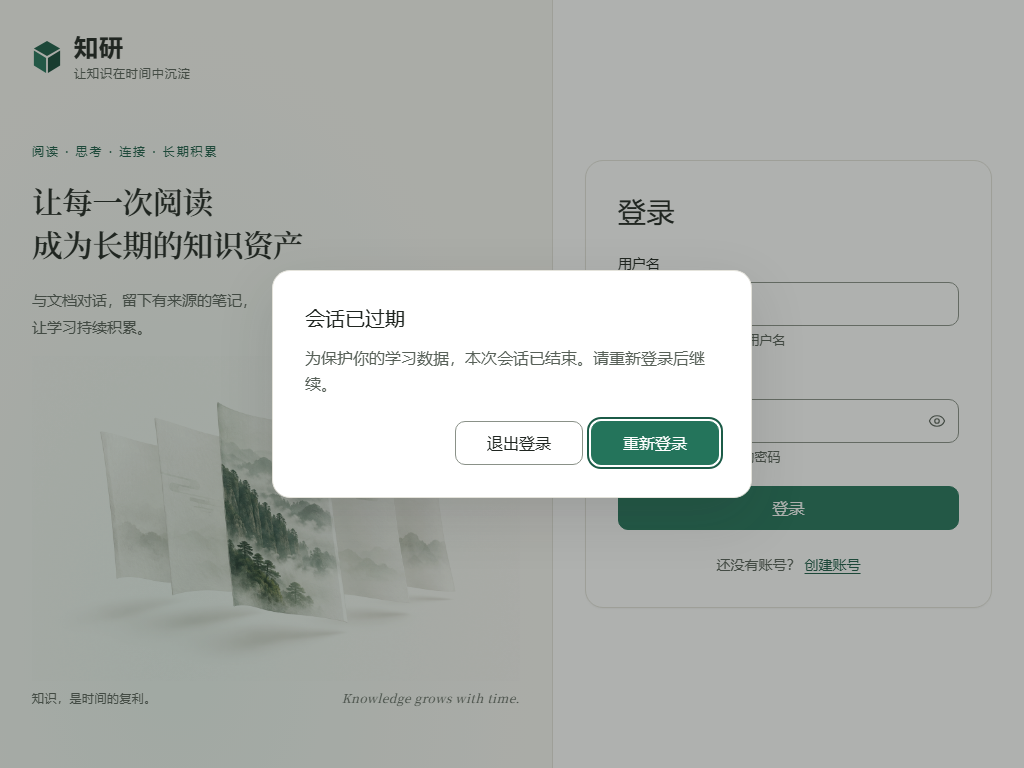 知研
让知识在时间中沉淀
阅读 · 思考 · 连接 · 长期积累
让每一次阅读
成为长期的知识资产
与文档对话，留下有来源的笔记，
让学习持续积累。
知识，是时间的复利。
Knowledge grows with time.
登录
用户名
用户名
密码
登录
还没有账号？ 创建账号
会话已过期
为保护你的学习数据，本次会话已结束。请重新登录后继
续。
退出登录
重新登录